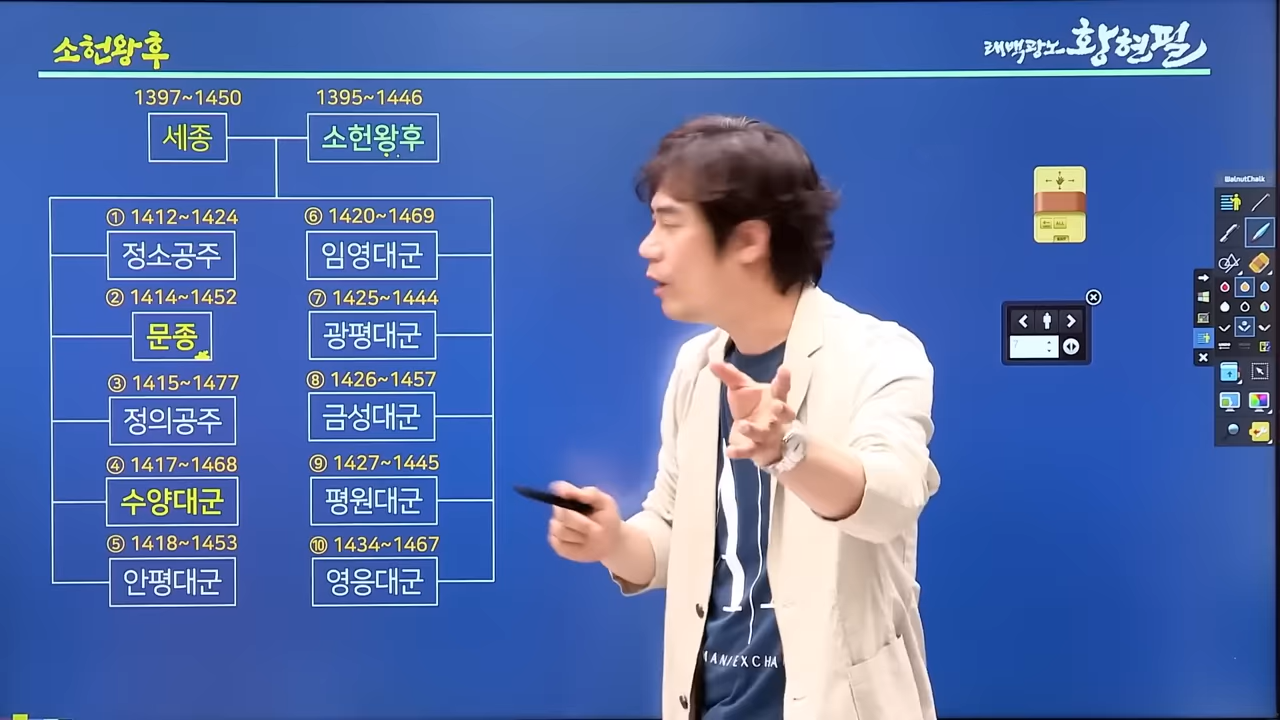 소헌왕후
태백광노 황현필
1397~1450
1395~1446
세종
소헌왕후
① 1412~1424
정소공주
② 1414~1452
문종
③ 1415~1477
정의공주
④ 1417~1468
수양대군
⑤ 1418~1453
안평대군
⑥ 1420~1469
임영대군
⑦ 1425~1444
광평대군
⑧ 1426~1457
금성대군
⑨ 1427~1445
평원대군
⑩ 1434~1467
영응대군
WalnutChalk
7